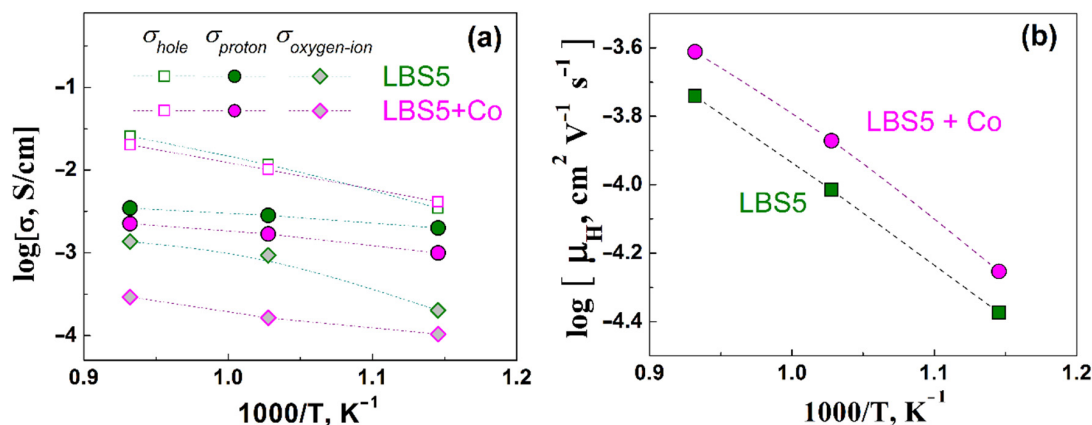 (a)
σhole σproton σoxygen-ion
LBS5
LBS5+Co
log[σ, S/cm]
−1
−2
−3
−4
0.9 1.0 1.1 1.2
1000/T, K⁻¹
(b)
log [ μH, cm² V⁻¹ s⁻¹]
−3.6
−3.8
−4.0
−4.2
−4.4
LBS5 + Co
LBS5
0.9 1.0 1.1 1.2
1000/T, K⁻¹